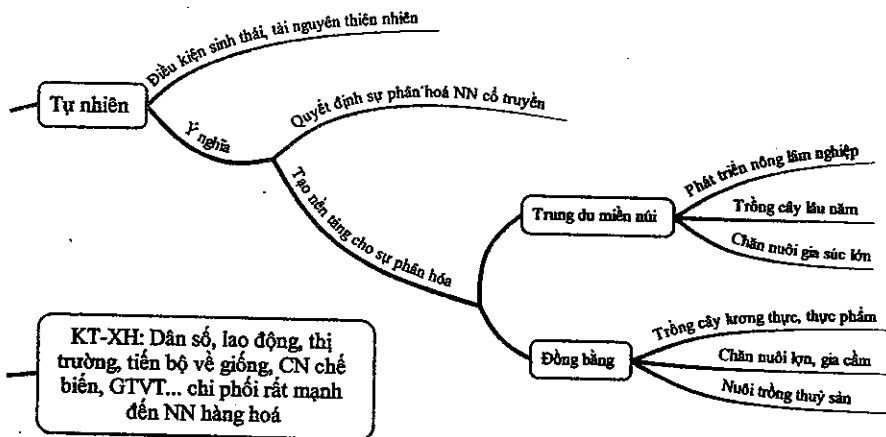 Điều kiện sinh thái, tài nguyên thiên nhiên
Tự nhiên
Ý nghĩa
Quyết định sự phân hoá NN cổ truyền
Tạo nền tảng cho sự phân hóa
Trung du miền núi
Phát triển nông lâm nghiệp
Trồng cây lâu năm
Chăn nuôi gia súc lớn
Đồng bằng
Trồng cây lương thực, thực phẩm
Chăn nuôi lợn, gia cầm
Nuôi trồng thuỷ sản
KT-XH: Dân số, lao động, thị
trường, tiến bộ về giống, CN chế
biến, GTVT... chi phối rất mạnh
đến NN hàng hoá